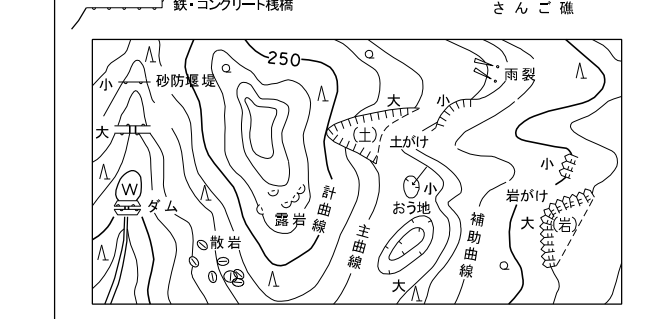 鉄・コンクリート桟橋
さんご礁
250
小
砂防堰堤
大
W
ダム
散岩
露岩
計曲線
主曲線
大
小
(土)
土がけ
雨裂
小
おう地
大
補助曲線
小
岩がけ
大
(岩)